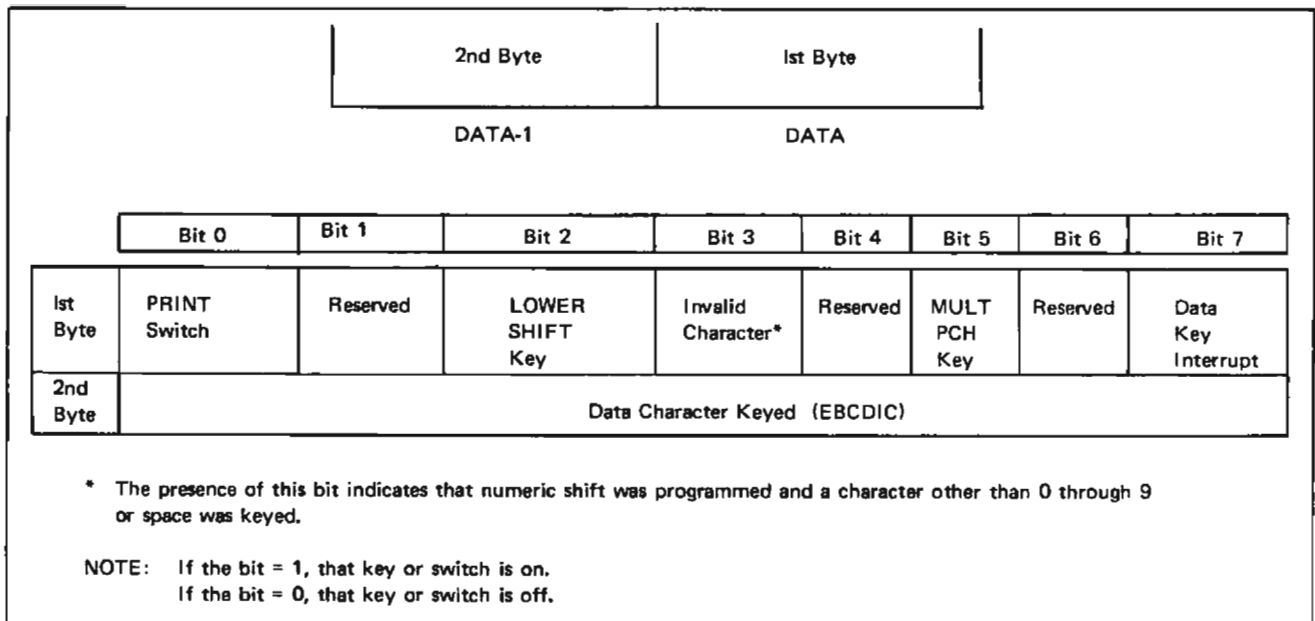 2nd Byte Ist Byte
DATA-1 DATA
Bit 0 Bit 1 Bit 2 Bit 3 Bit 4 Bit 5 Bit 6 Bit 7
Ist Byte PRINT Switch Reserved LOWER SHIFT Key Invalid Character* Reserved MULT PCH Key Reserved Data Key Interrupt
2nd Byte Data Character Keyed (EBCDIC)
* The presence of this bit indicates that numeric shift was programmed and a character other than 0 through 9
or space was keyed.
NOTE: If the bit = 1, that key or switch is on.
If the bit = 0, that key or switch is off.